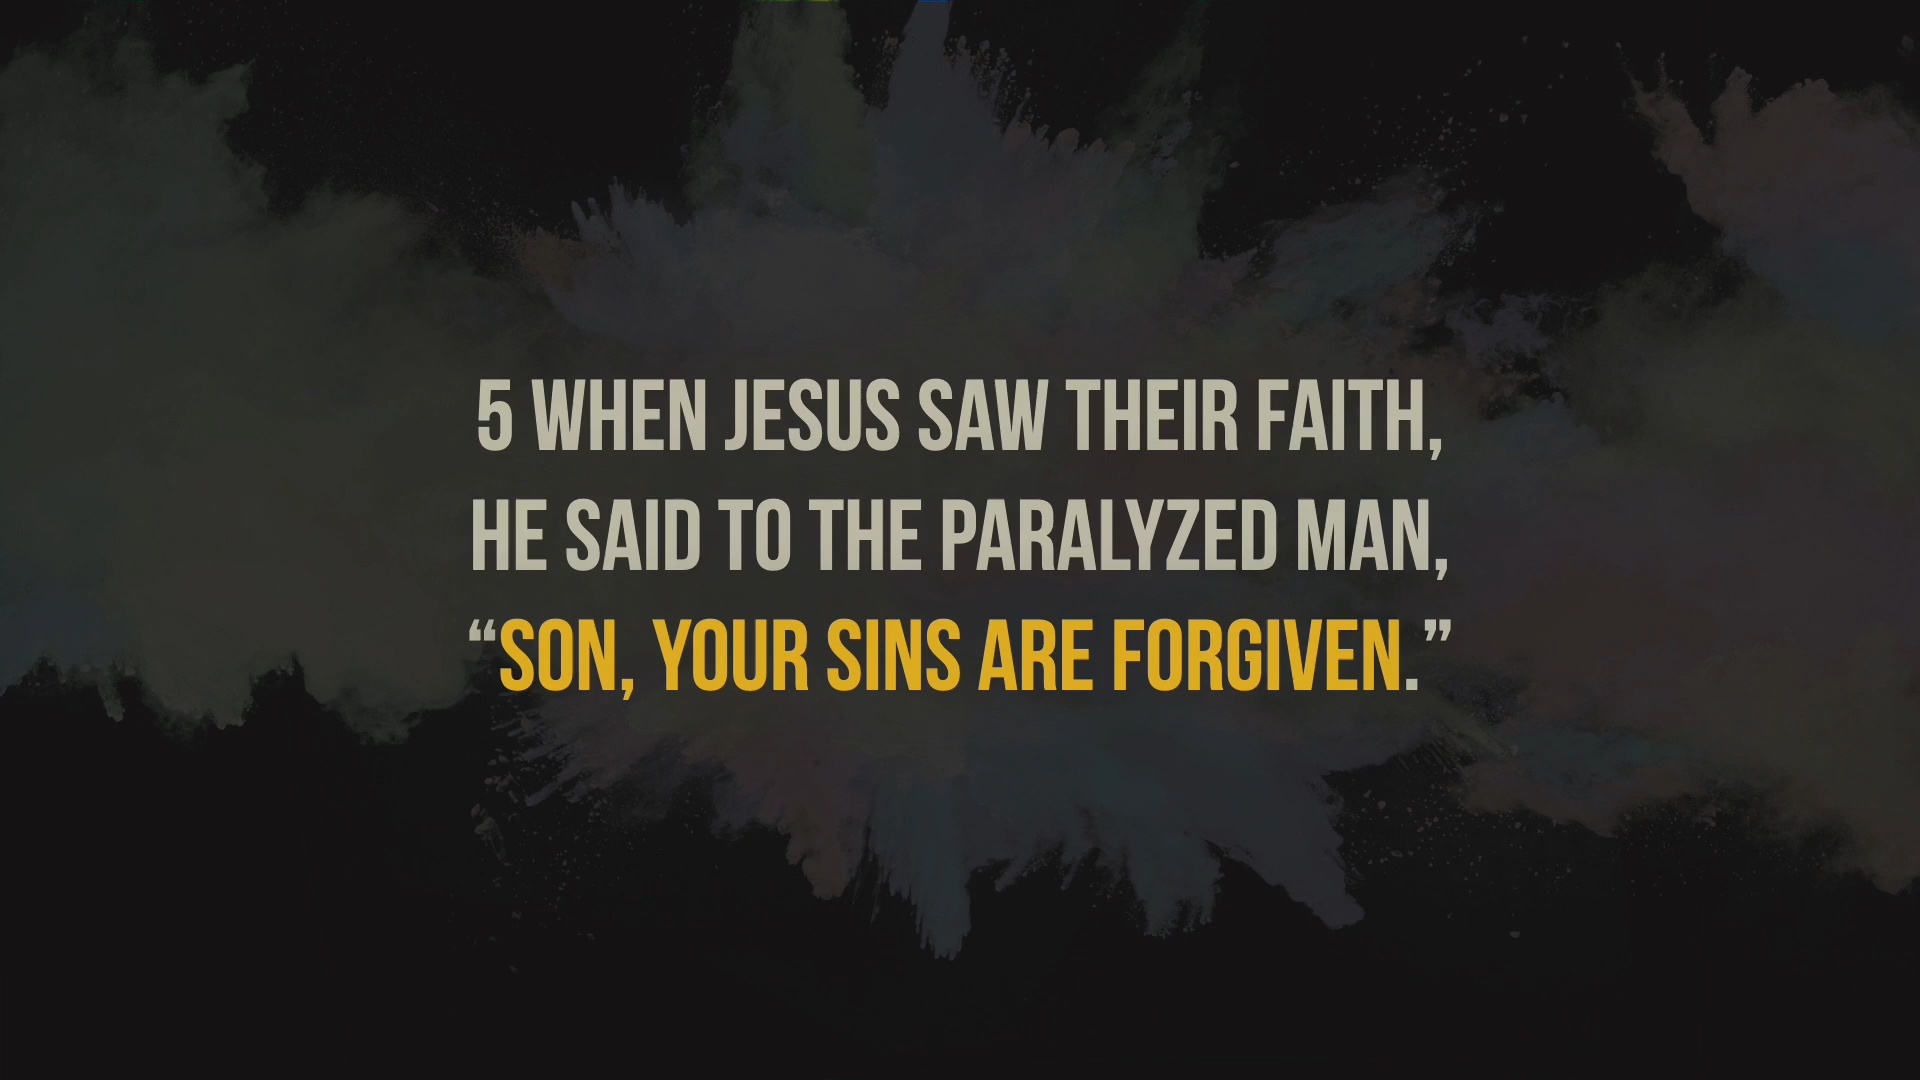 5 WHEN JESUS SAW THEIR FAITH,
HE SAID TO THE PARALYZED MAN,
“SON, YOUR SINS ARE FORGIVEN.”